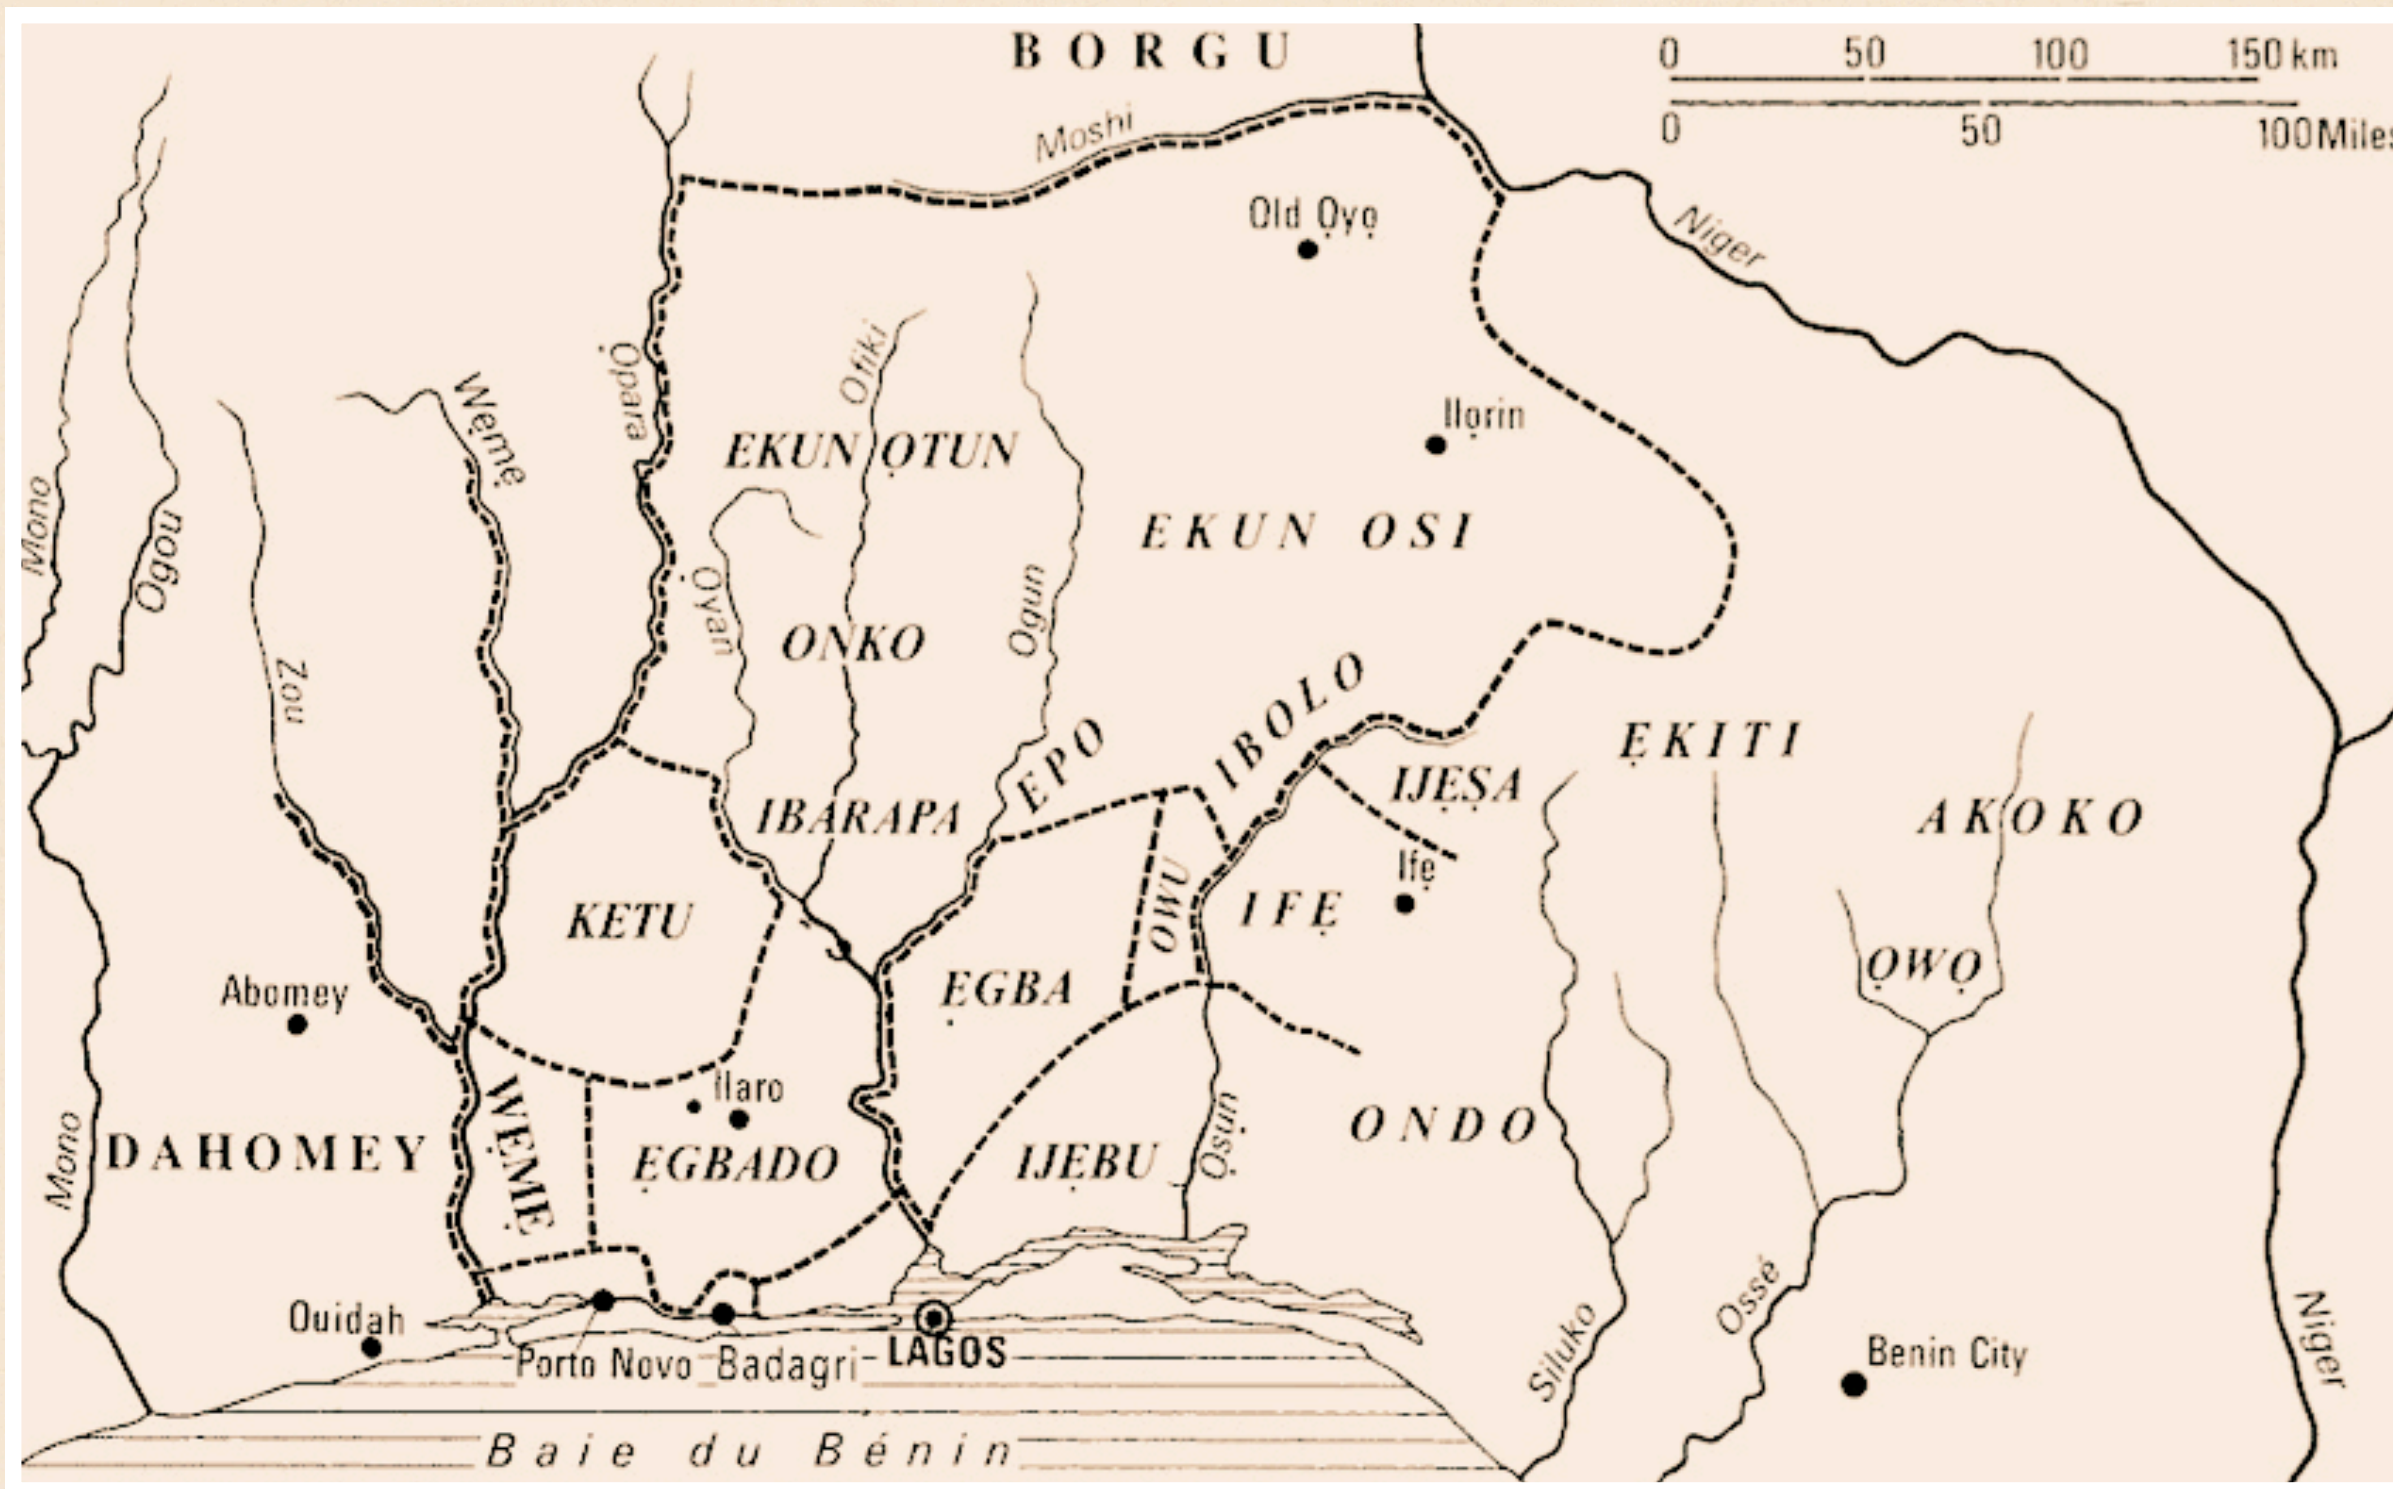 BORGU
0 50 100 150 km
0 50 100 Miles
Moshi
Old Ọyọ
Niger
Ọpara
Ofiki
Wẹmẹ
Ilọrin
EKUN ỌTUN
Mono
Ogou
EKUN OSI
Ọyan
Ogun
ONKO
Zou
EPO
IBOLO
ẸKITI
IJẸṢA
IBARAPA
AKOKO
Ifẹ
OWU
KETU
IFẸ
ỌWỌ
Abomey
ẸGBA
Ilaro
WẸMẸ
Mono
DAHOMEY
ẸGBADO
IJẸBU
Ọsun
ONDO
Ouidah
Porto Novo
Badagri
LAGOS
Siluko
Ossé
Benin City
Niger
Baie du Bénin